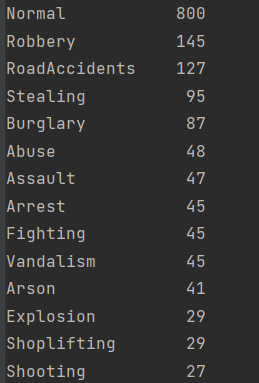 Normal 800
Robbery 145
RoadAccidents 127
Stealing 95
Burglary 87
Abuse 48
Assault 47
Arrest 45
Fighting 45
Vandalism 45
Arson 41
Explosion 29
Shoplifting 29
Shooting 27